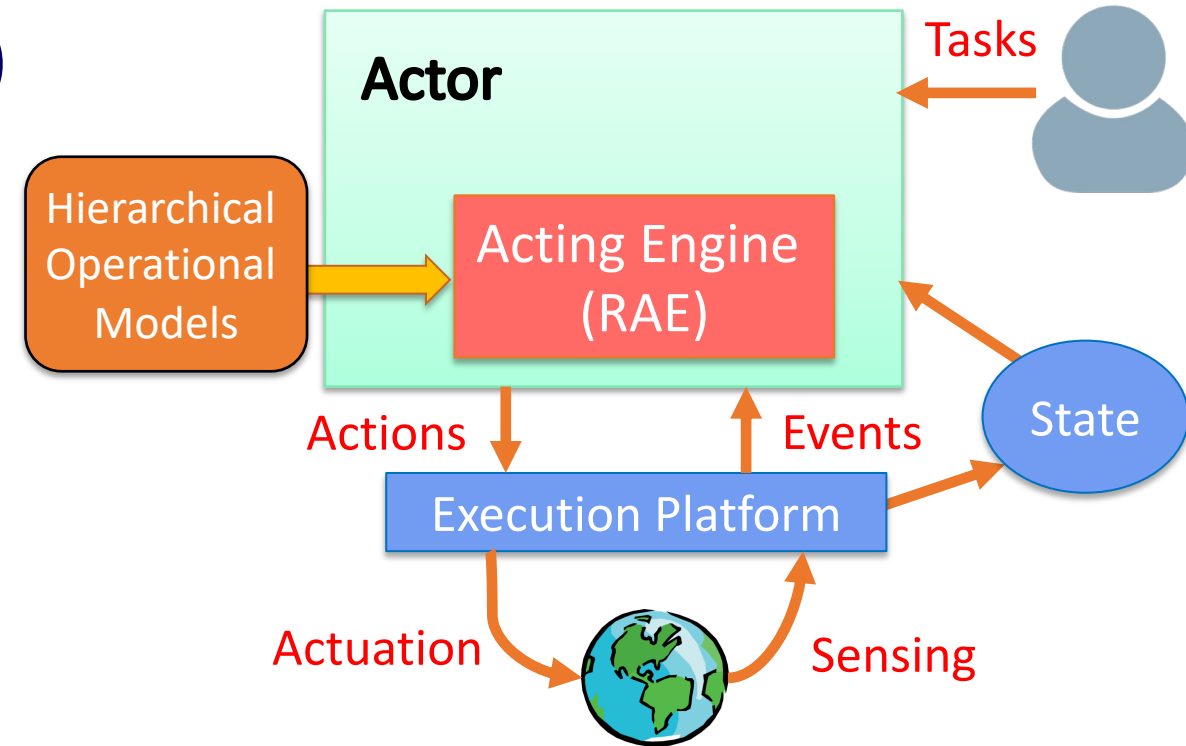 Tasks
Actor
Hierarchical
Operational
Models
Acting Engine
(RAE)
State
Actions
Events
Execution Platform
Actuation
Sensing